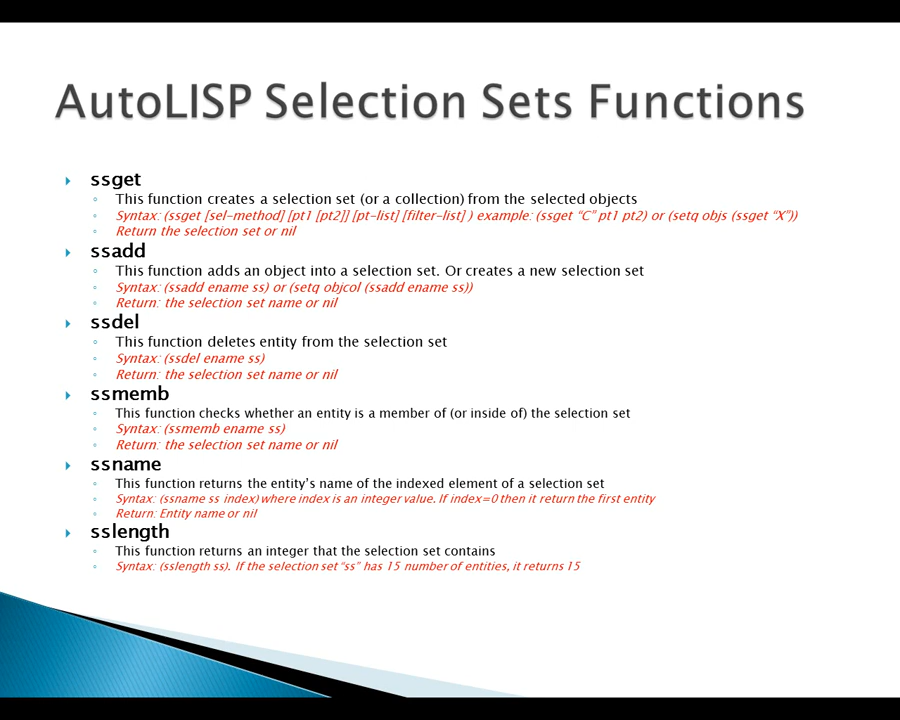 AutoLISP Selection Sets Functions
ssget
This function creates a selection set (or a collection) from the selected objects
Syntax: (ssget [sel-method] [pt1 [pt2]] [pt-list] [filter-list] ) example: (ssget “C” pt1 pt2) or (setq objs (ssget “X”))
Return the selection set or nil
ssadd
This function adds an object into a selection set. Or creates a new selection set
Syntax: (ssadd ename ss) or (setq objcol (ssadd ename ss))
Return: the selection set name or nil
ssdel
This function deletes entity from the selection set
Syntax: (ssdel ename ss)
Return: the selection set name or nil
ssmemb
This function checks whether an entity is a member of (or inside of) the selection set
Syntax: (ssmemb ename ss)
Return: the selection set name or nil
ssname
This function returns the entity’s name of the indexed element of a selection set
Syntax: (ssname ss index) where index is an integer value. If index=0 then it return the first entity
Return: Entity name or nil
sslength
This function returns an integer that the selection set contains
Syntax: (sslength ss). If the selection set “ss” has 15 number of entities, it returns 15